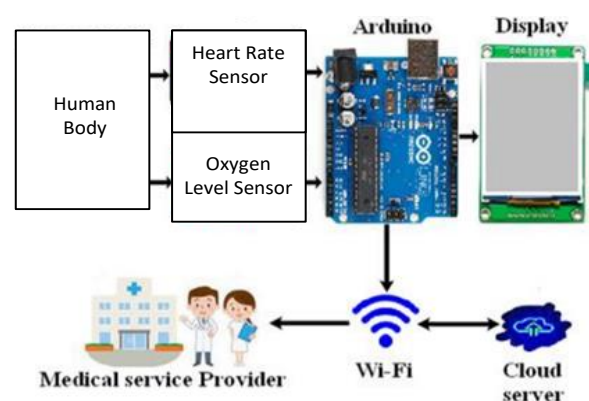 Arduino
Display
Human
Body
Heart Rate
Sensor
Oxygen
Level Sensor
Medical service Provider
Wi-Fi
Cloud
server